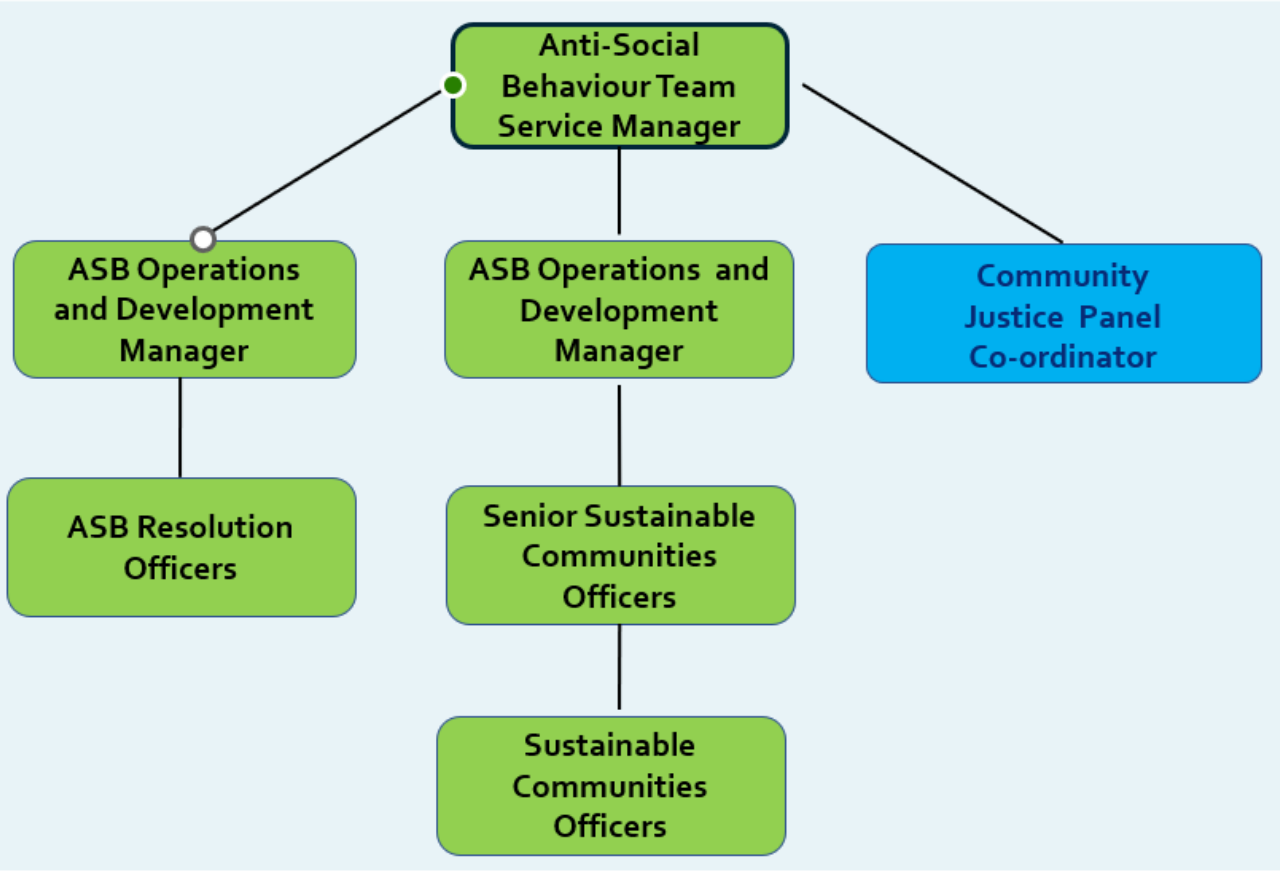 Anti-Social
Behaviour Team
Service Manager
ASB Operations
and Development
Manager
ASB Operations and
Development
Manager
Community
Justice Panel
Co-ordinator
ASB Resolution
Officers
Senior Sustainable
Communities
Officers
Sustainable
Communities
Officers